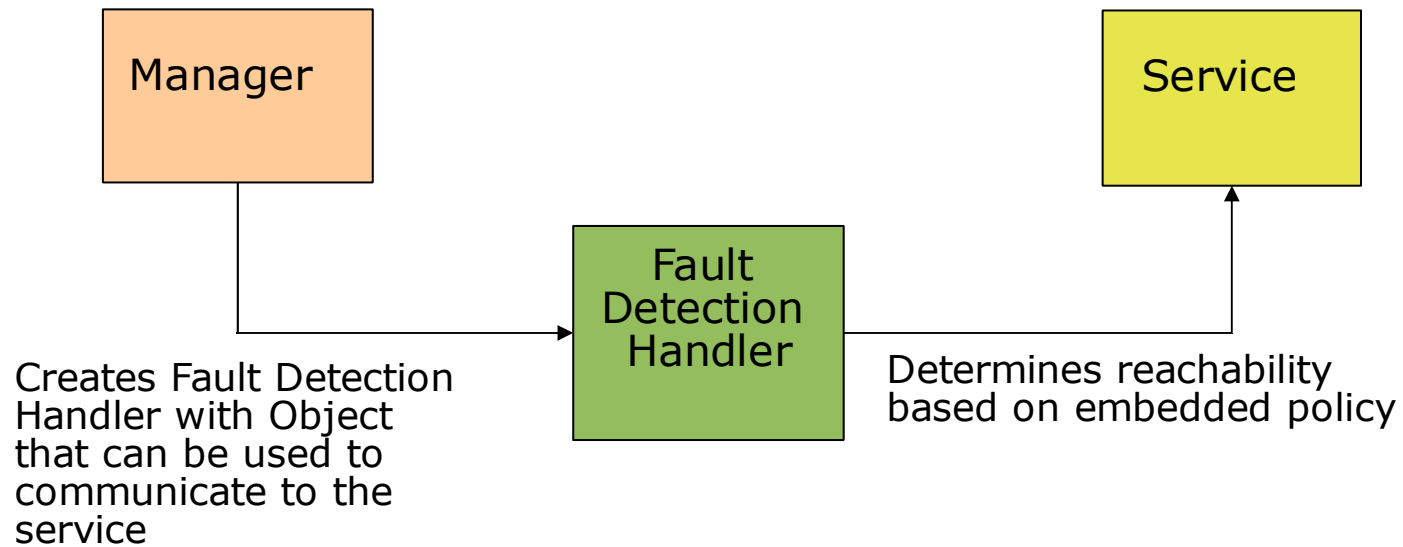 Manager
Service
Fault
Detection
Handler
Creates Fault Detection
Handler with Object
that can be used to
communicate to the
service
Determines reachability
based on embedded policy